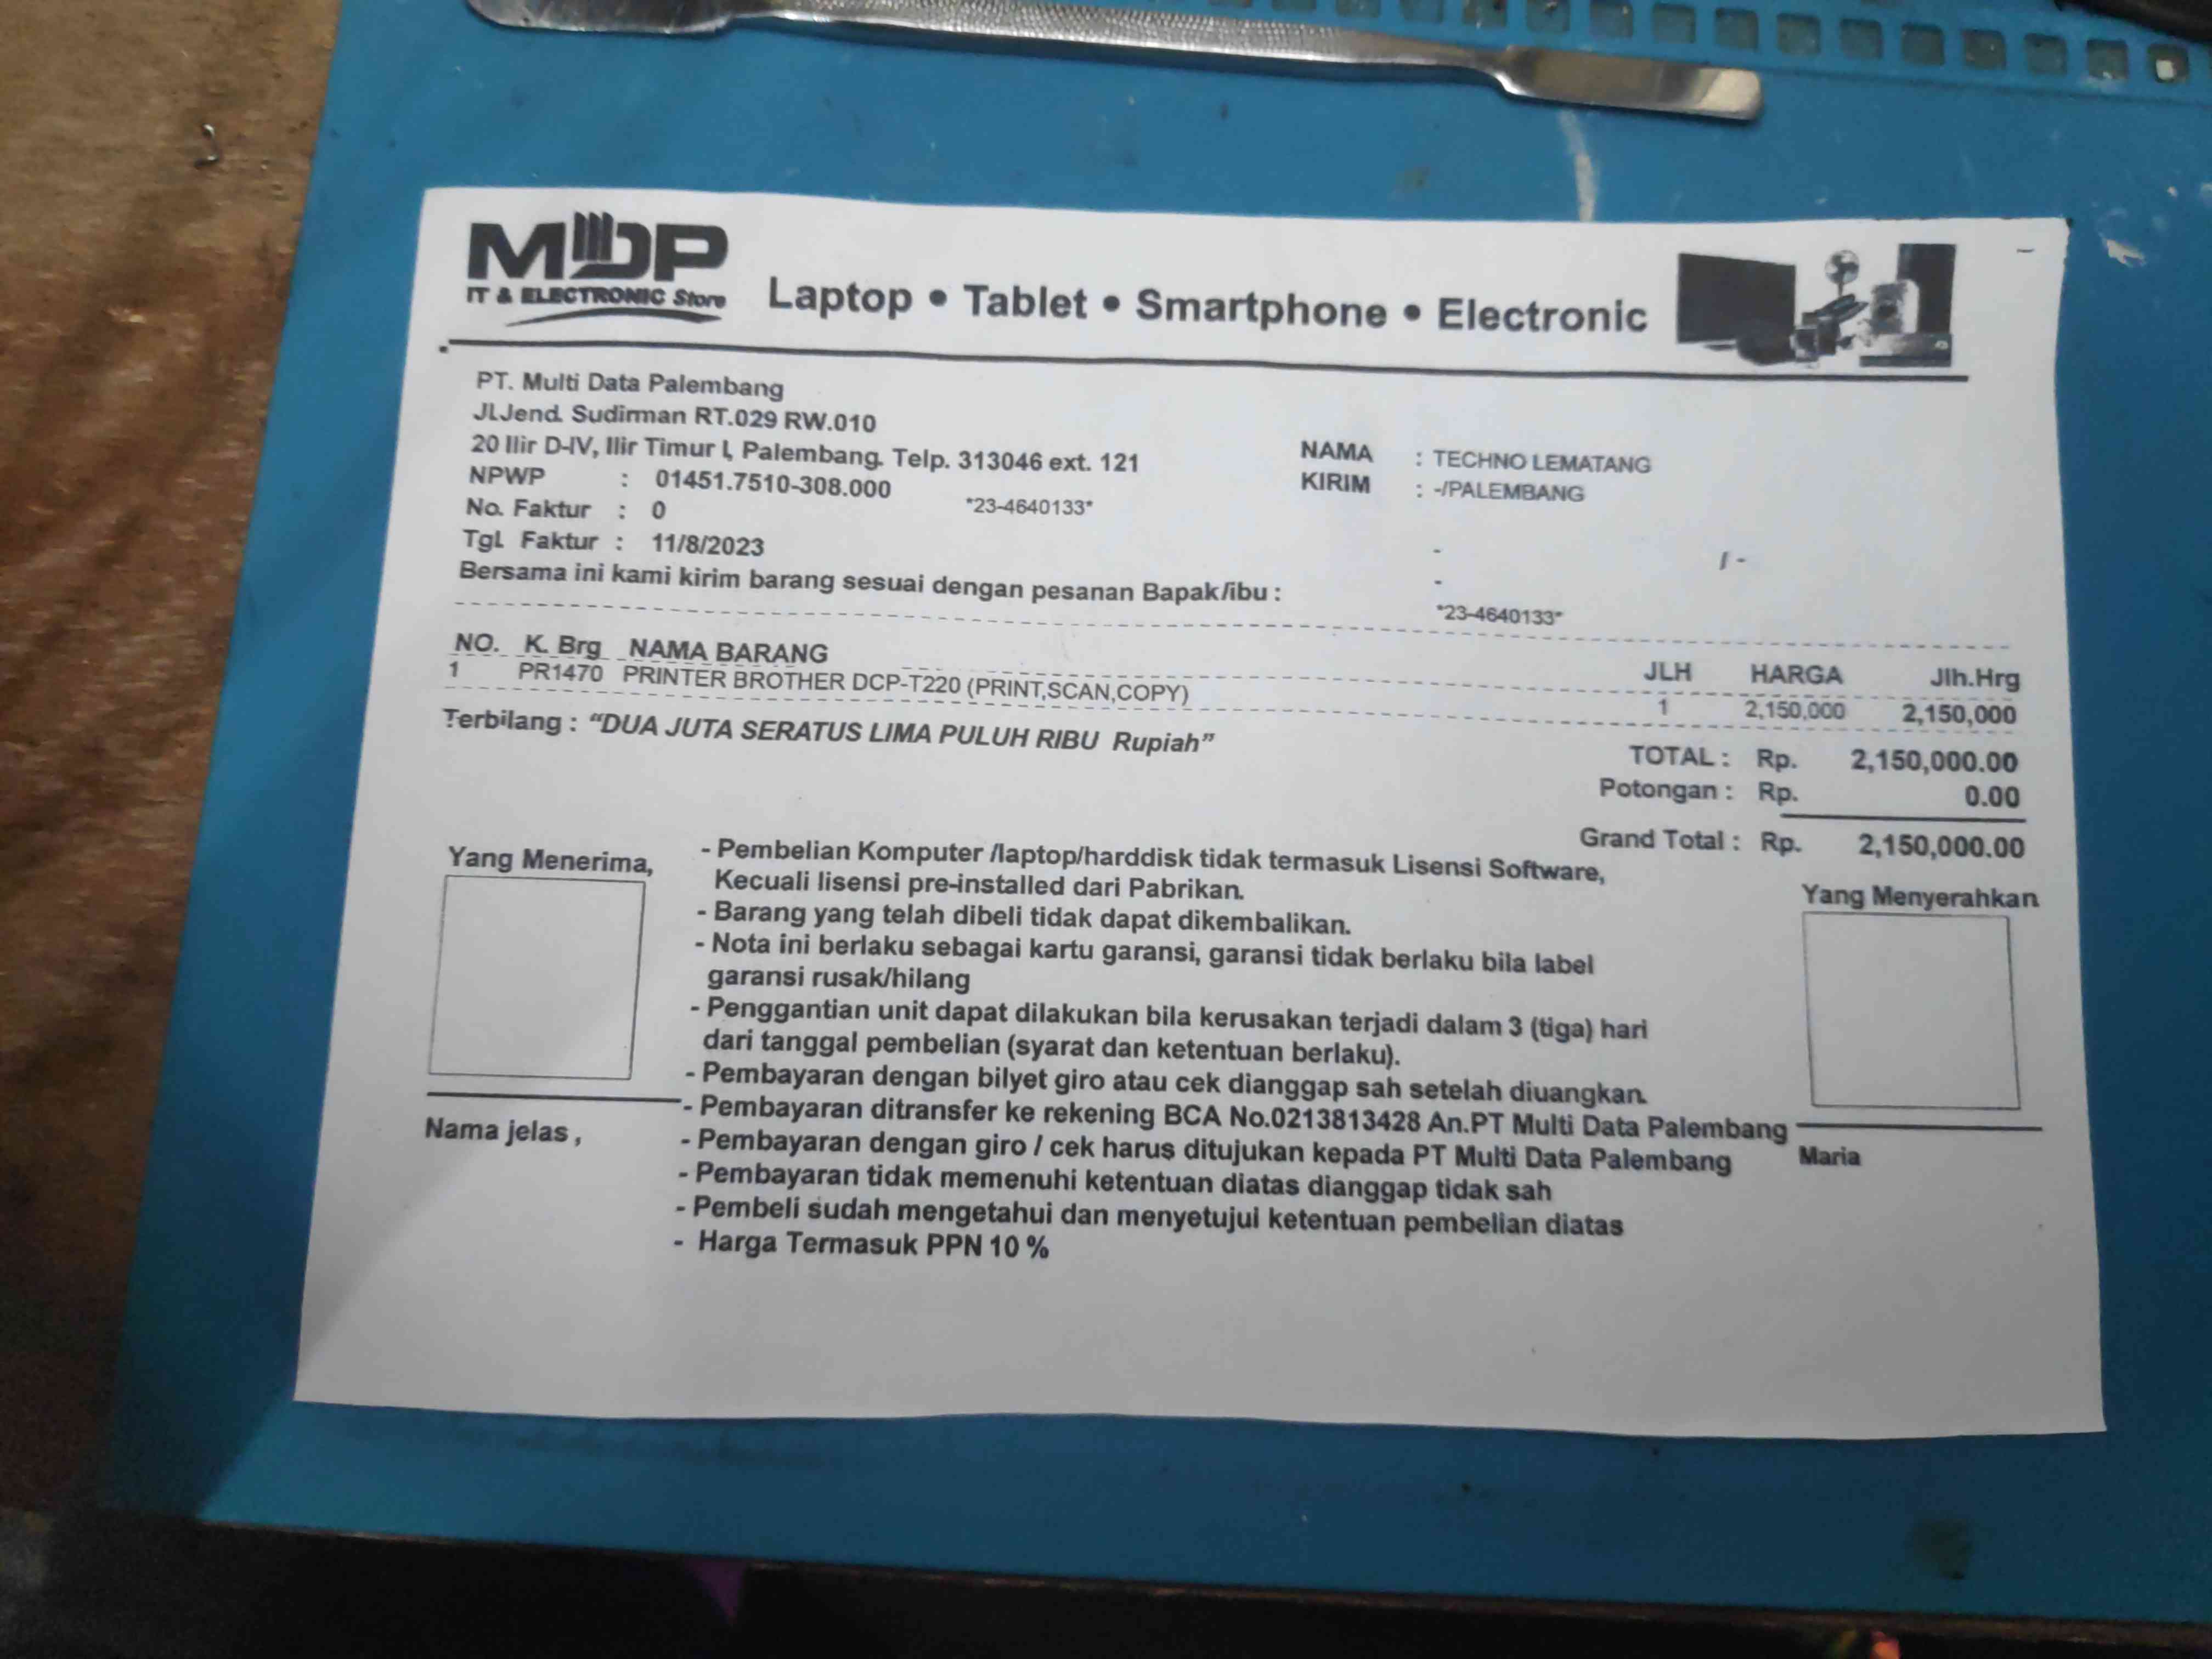 MDP
IT & ELECTRONIC Store
Laptop • Tablet • Smartphone • Electronic
PT. Multi Data Palembang
Jl.Jend. Sudirman RT.029 RW.010
20 Ilir D-IV, Ilir Timur I, Palembang. Telp. 313046 ext. 121
NPWP : 01451.7510-308.000
No. Faktur : 0 *23-4640133*
Tgl. Faktur : 11/8/2023
Bersama ini kami kirim barang sesuai dengan pesanan Bapak/ibu :
NAMA : TECHNO LEMATANG
KIRIM : -/PALEMBANG
- / -
-
*23-4640133*
NO. K. Brg NAMA BARANG JLH HARGA Jlh.Hrg
1 PR1470 PRINTER BROTHER DCP-T220 (PRINT,SCAN,COPY) 1 2,150,000 2,150,000
Terbilang : “DUA JUTA SERATUS LIMA PULUH RIBU Rupiah”
TOTAL : Rp. 2,150,000.00
Potongan : Rp. 0.00
Grand Total : Rp. 2,150,000.00
Yang Menerima,
- Pembelian Komputer /laptop/harddisk tidak termasuk Lisensi Software,
Kecuali lisensi pre-installed dari Pabrikan.
- Barang yang telah dibeli tidak dapat dikembalikan.
- Nota ini berlaku sebagai kartu garansi, garansi tidak berlaku bila label
garansi rusak/hilang
- Penggantian unit dapat dilakukan bila kerusakan terjadi dalam 3 (tiga) hari
dari tanggal pembelian (syarat dan ketentuan berlaku).
- Pembayaran dengan bilyet giro atau cek dianggap sah setelah diuangkan.
- Pembayaran ditransfer ke rekening BCA No.0213813428 An.PT Multi Data Palembang
- Pembayaran dengan giro / cek harus ditujukan kepada PT Multi Data Palembang
- Pembayaran tidak memenuhi ketentuan diatas dianggap tidak sah
- Pembeli sudah mengetahui dan menyetujui ketentuan pembelian diatas
- Harga Termasuk PPN 10 %
Nama jelas ,
Yang Menyerahkan
Maria